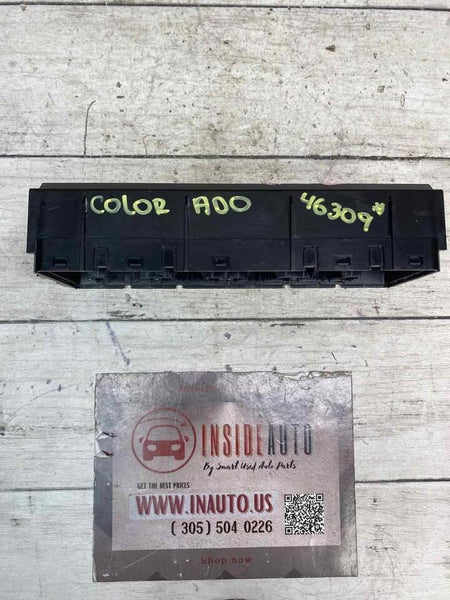 COLOR ADO 46309*
INSIDEAUTO
By Smart Used Auto Parts
GET THE BEST PRICES
WWW.INAUTO.US
(305) 504 0226
Shop now